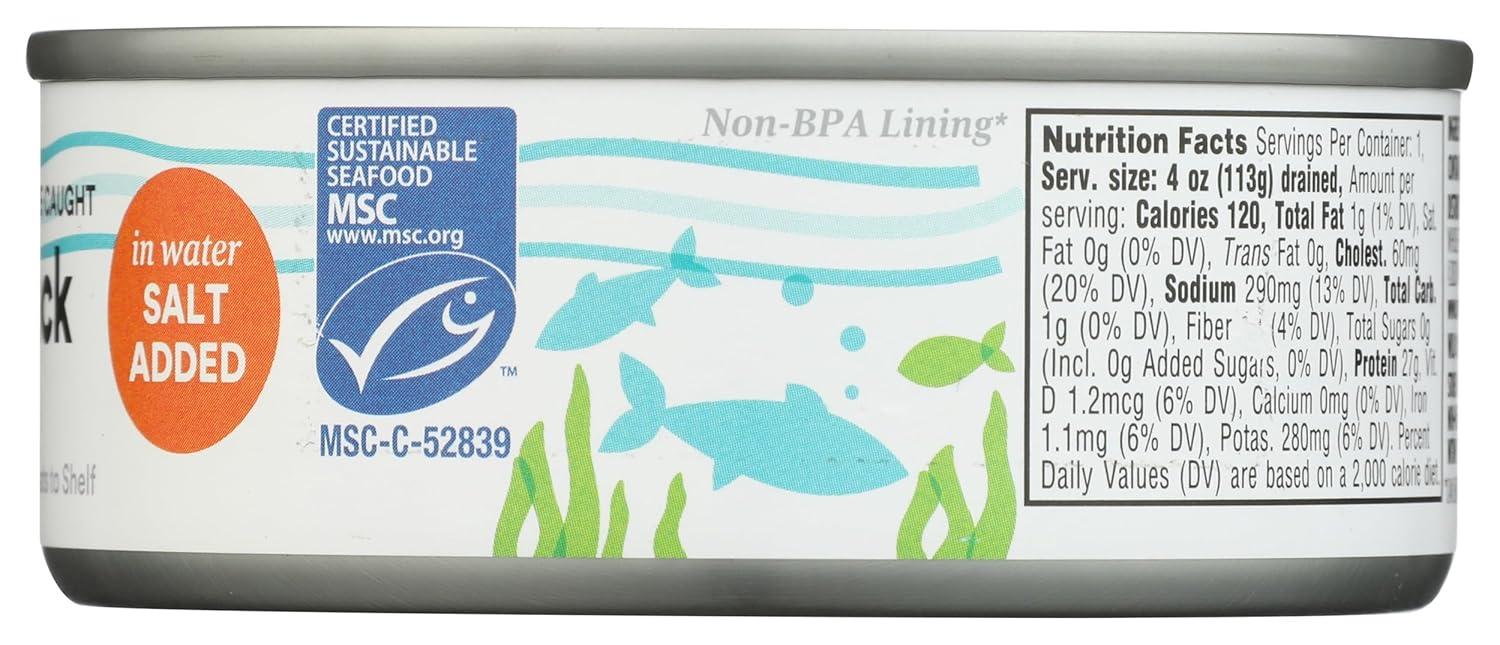 CAUGHT
ck
to Shelf
in water
SALT
ADDED
CERTIFIED
SUSTAINABLE
SEAFOOD
MSC
www.msc.org
TM
MSC-C-52839
Non-BPA Lining*
Nutrition Facts Servings Per Container: 1,
Serv. size: 4 oz (113g) drained, Amount per
serving: Calories 120, Total Fat 1g (1% DV), Sat.
Fat 0g (0% DV), Trans Fat 0g, Cholest. 60mg
(20% DV), Sodium 290mg (13% DV), Total Carb.
1g (0% DV), Fiber (4% DV), Total Sugars 0g
(Incl. 0g Added Sugars, 0% DV), Protein 27g, Vit.
D 1.2mcg (6% DV), Calcium 0mg (0% DV), Iron
1.1mg (6% DV), Potas. 280mg (6% DV). Percent
Daily Values (DV) are based on a 2,000 calorie diet.